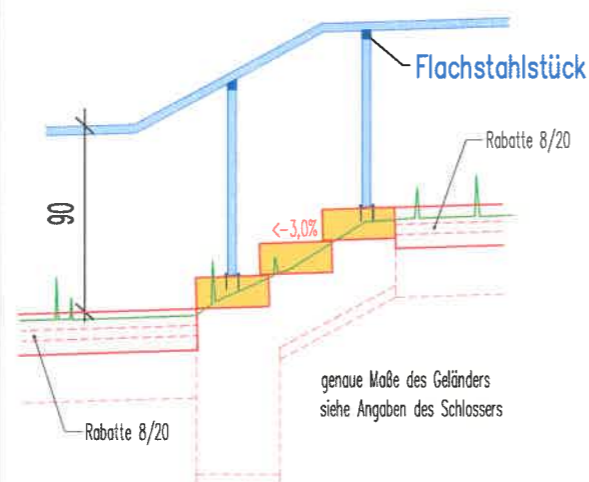 Flachstahlstück
Rabatte 8/20
90
<-3,0%
genaue Maße des Geländers
siehe Angaben des Schlossers
Rabatte 8/20